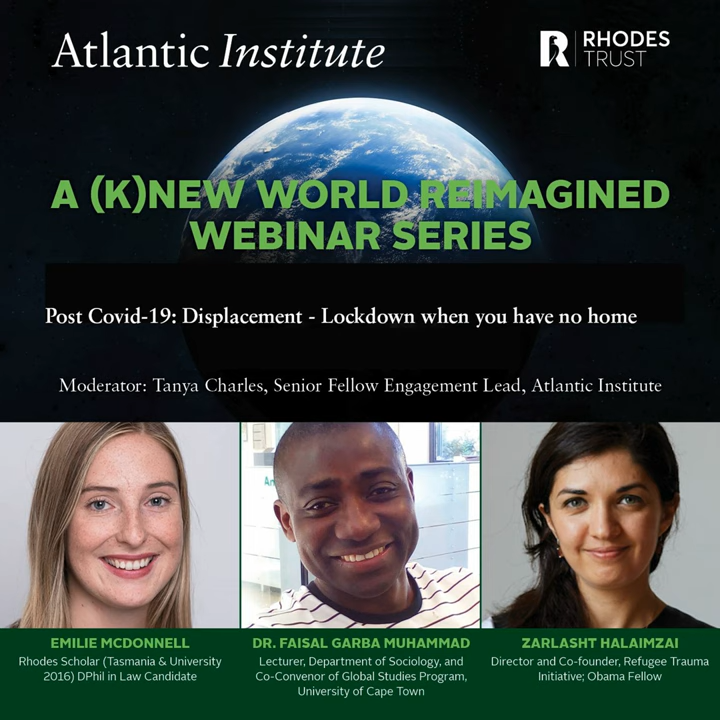 Atlantic Institute
RHODES
TRUST
A (K)NEW WORLD REIMAGINED
WEBINAR SERIES
Post Covid-19: Displacement - Lockdown when you have no home
Moderator: Tanya Charles, Senior Fellow Engagement Lead, Atlantic Institute
EMILIE MCDONNELL
Rhodes Scholar (Tasmania & University
2016) DPhil in Law Candidate
DR. FAISAL GARBA MUHAMMAD
Lecturer, Department of Sociology, and
Co-Convenor of Global Studies Program,
University of Cape Town
ZARLASHT HALAIMZAI
Director and Co-founder, Refugee Trauma
Initiative; Obama Fellow